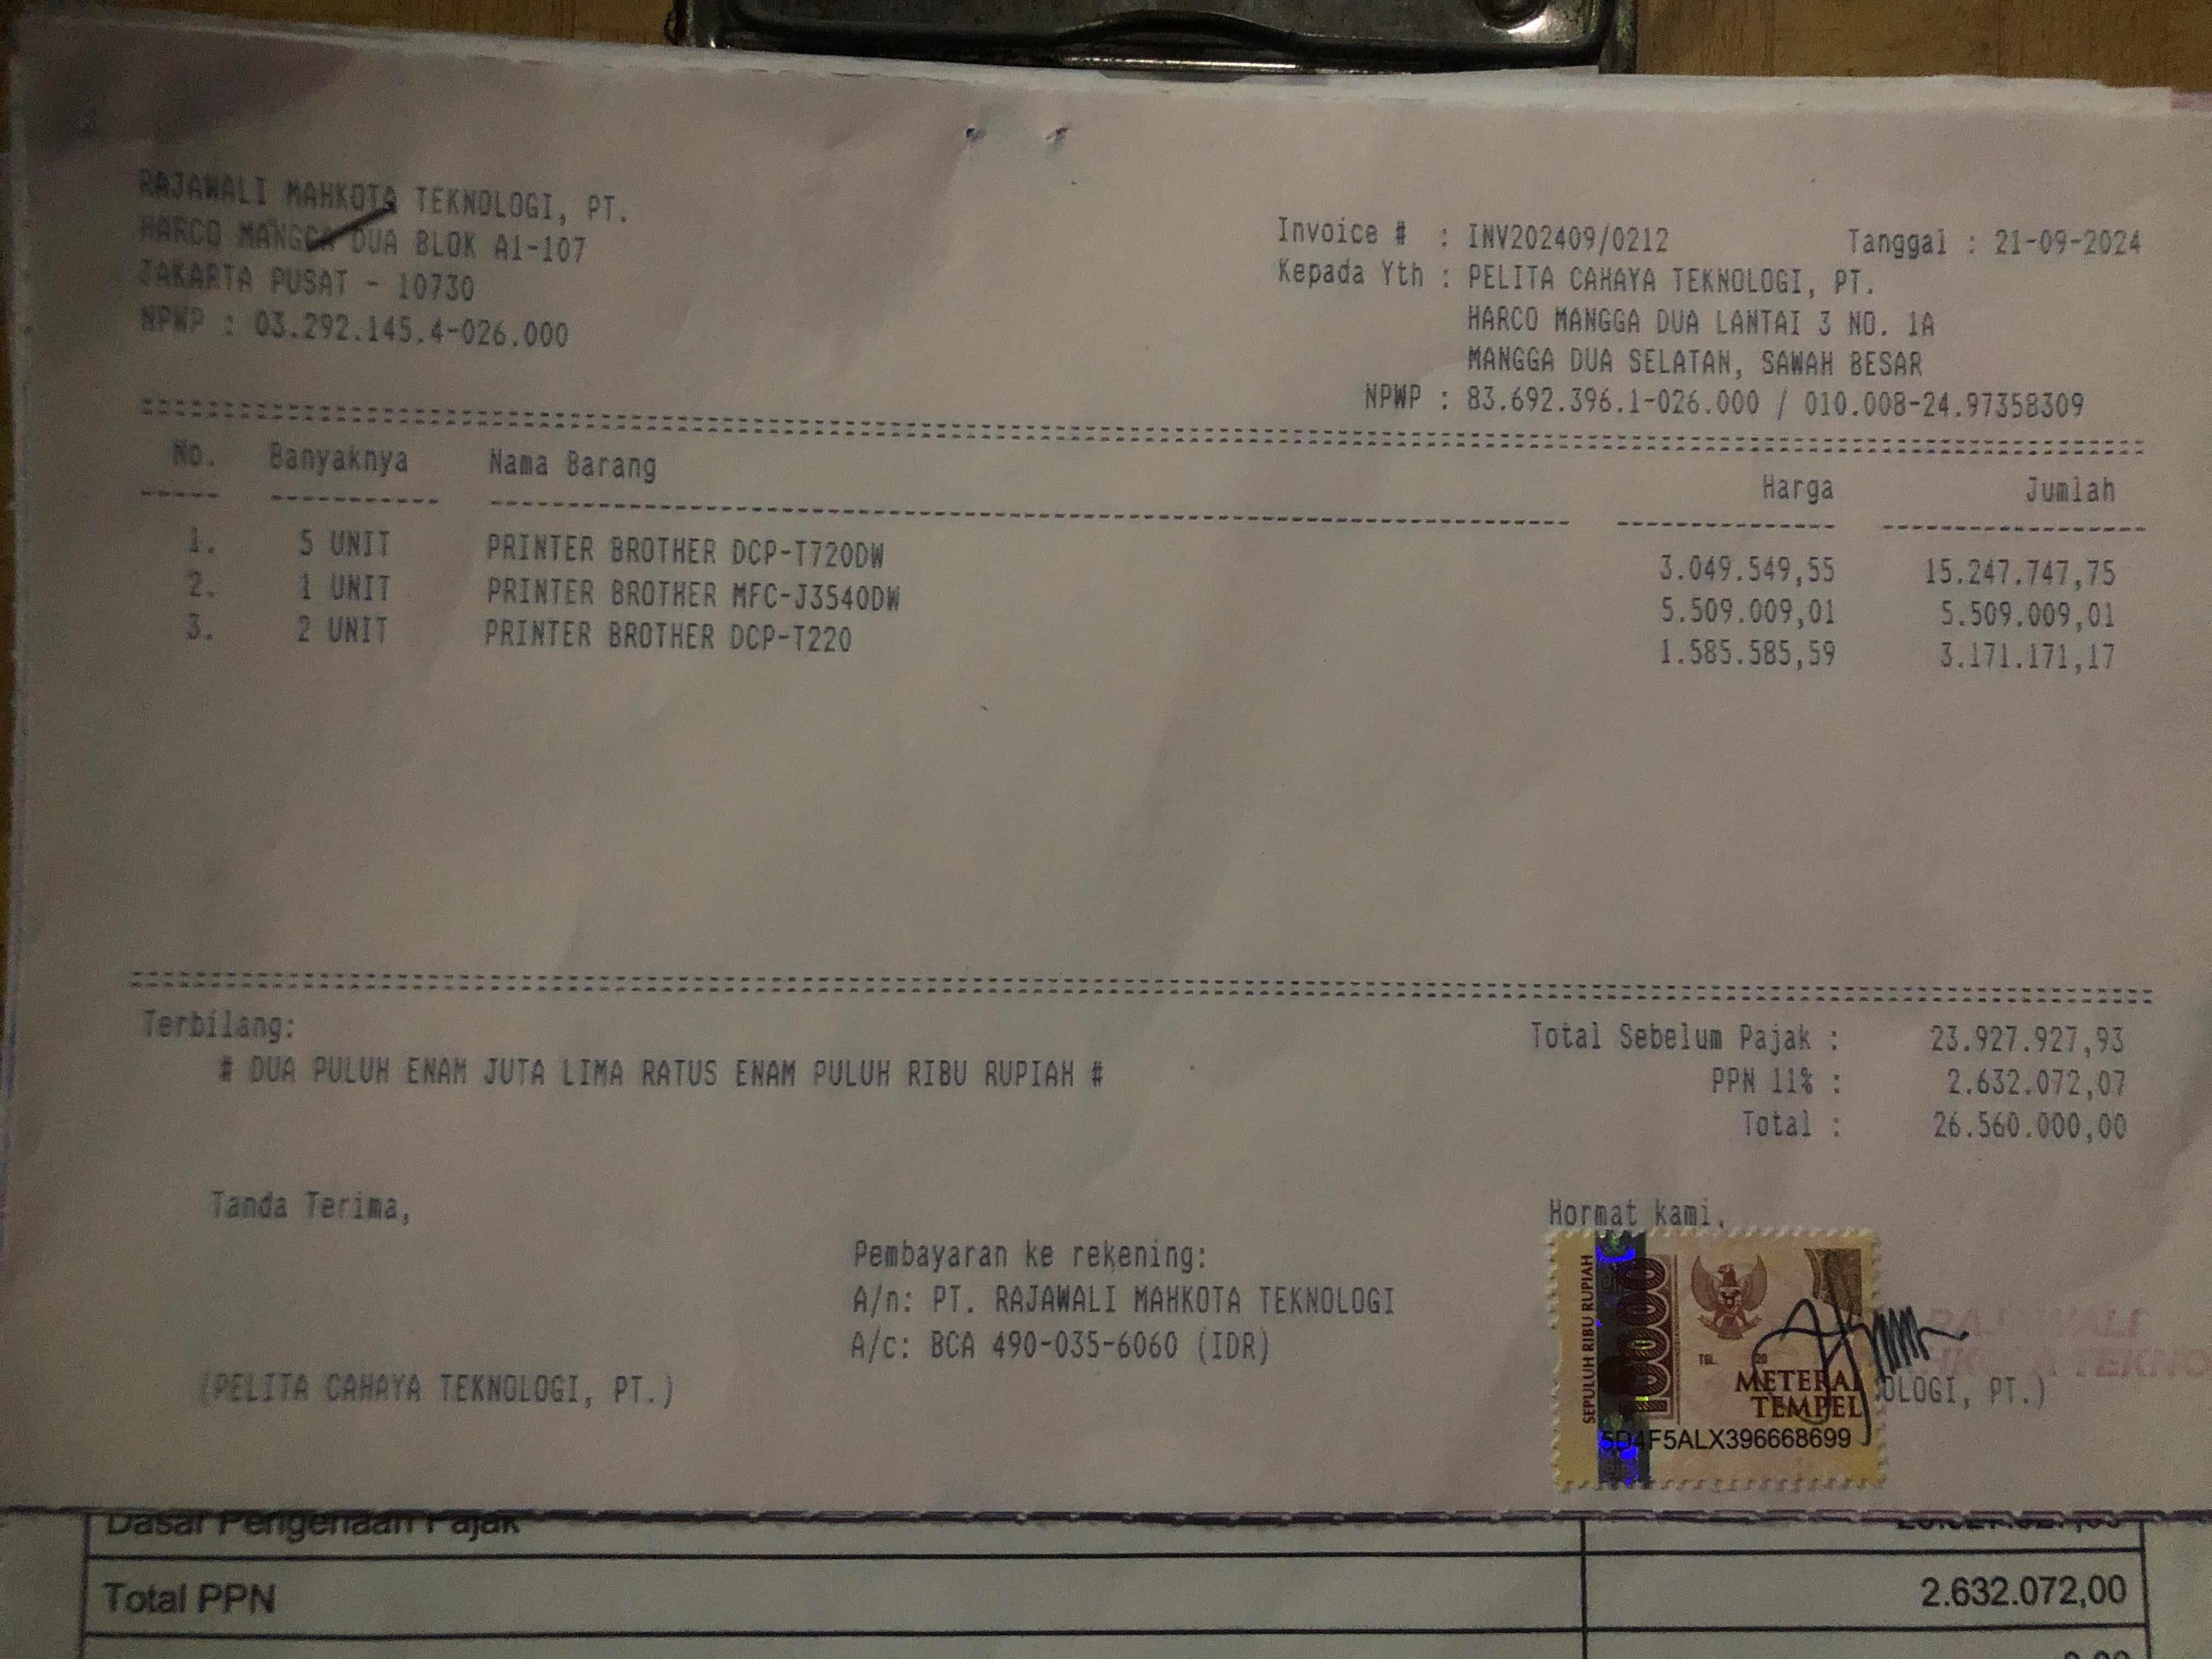 RAJAWALI MAHKOTA TEKNOLOGI, PT.
HARCO MANGGA DUA BLOK A1-107
JAKARTA PUSAT - 10730
NPWP : 03.292.145.4-026.000
Invoice # : INV202409/0212 Tanggal : 21-09-2024
Kepada Yth : PELITA CAHAYA TEKNOLOGI, PT.
HARCO MANGGA DUA LANTAI 3 NO. 1A
MANGGA DUA SELATAN, SAWAH BESAR
NPWP : 83.692.396.1-026.000 / 010.008-24.97358309
No. Banyaknya Nama Barang Harga Jumlah
1. 5 UNIT PRINTER BROTHER DCP-T720DW 3.049.549,55 15.247.747,75
2. 1 UNIT PRINTER BROTHER MFC-J3540DW 5.509.009,01 5.509.009,01
3. 2 UNIT PRINTER BROTHER DCP-T220 1.585.585,59 3.171.171,17
Terbilang:
# DUA PULUH ENAM JUTA LIMA RATUS ENAM PULUH RIBU RUPIAH #
Total Sebelum Pajak : 23.927.927,93
PPN 11% : 2.632.072,07
Total : 26.560.000,00
Tanda Terima,
(PELITA CAHAYA TEKNOLOGI, PT.)
Pembayaran ke rekening:
A/n: PT. RAJAWALI MAHKOTA TEKNOLOGI
A/c: BCA 490-035-6060 (IDR)
Hormat kami,
SEPULUH RIBU RUPIAH
10000
TGL. 20
METERAI
TEMPEL
5D4F5ALX396668699
RAJAWALI
OLOGI, PT.)
Dasar Pengenaan Pajak
Total PPN 2.632.072,00